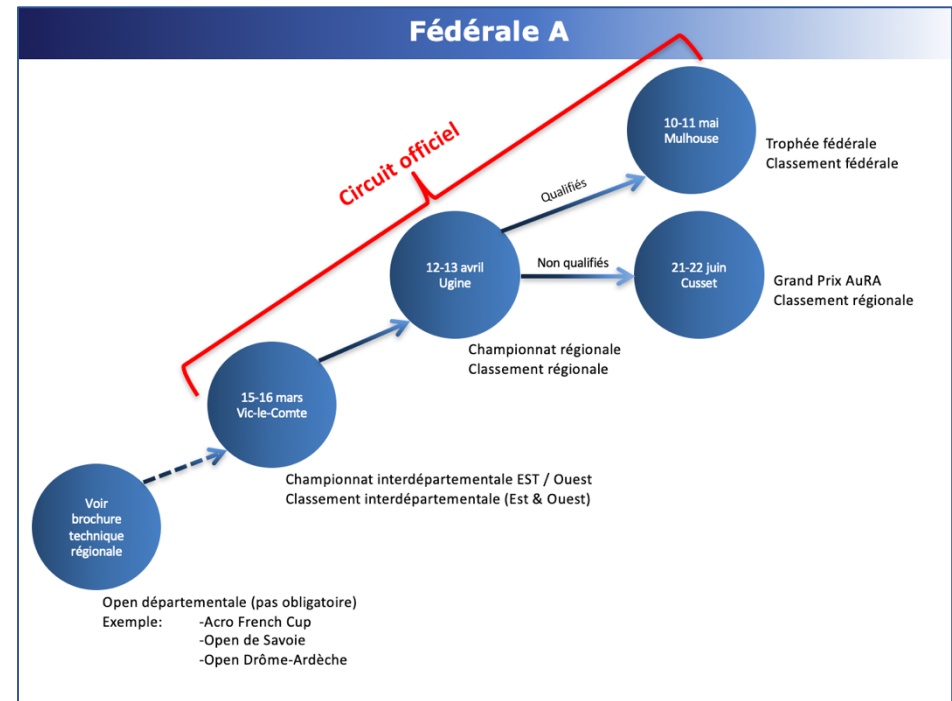 Fédérale A
Circuit officiel
10-11 mai
Mulhouse
Trophée fédérale
Classement fédérale
Qualifiés
12-13 avril
Ugine
Non qualifiés
21-22 juin
Cusset
Grand Prix AuRA
Classement régionale
Championnat régionale
Classement régionale
15-16 mars
Vic-le-Comte
Championnat interdépartementale EST / Ouest
Classement interdépartementale (Est & Ouest)
Voir
brochure
technique
régionale
Open départementale (pas obligatoire)
Exemple: -Acro French Cup
-Open de Savoie
-Open Drôme-Ardèche